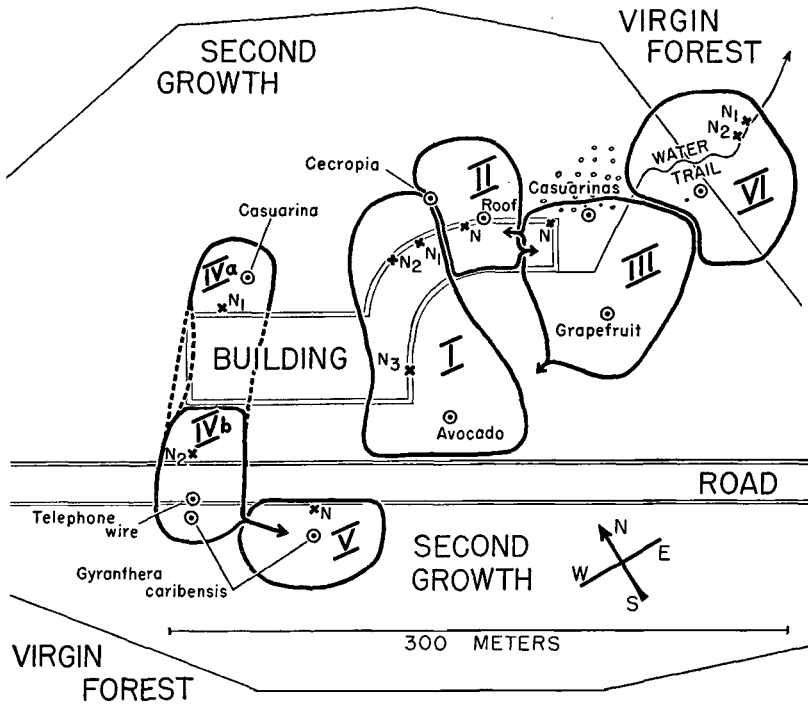 SECOND
GROWTH
VIRGIN
FOREST
Cecropia
II
Roof
Casuarinas
N₁
N₂
WATER
TRAIL
VI
Casuarina
IVa
N₁
N
N
N₂
N₁
III
BUILDING
N₃
I
Grapefruit
Avocado
IVb
N₂
ROAD
Telephone
wire
N
V
Gyranthera
caribensis
SECOND
GROWTH
N
W
E
S
300 METERS
VIRGIN
FOREST